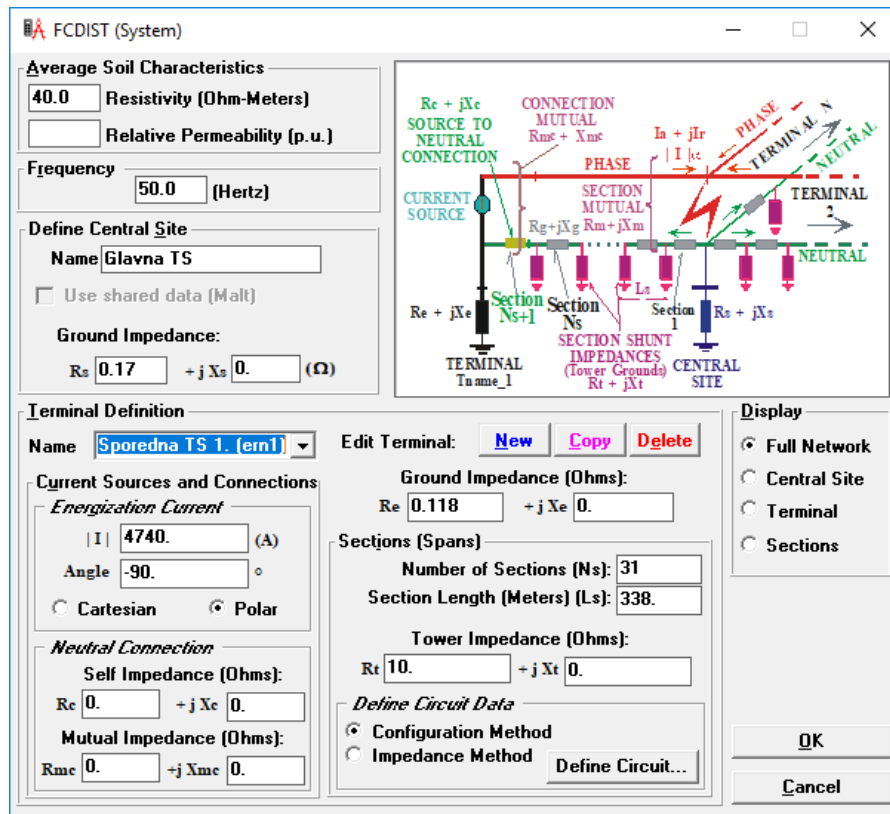 FCDIST (System)
Average Soil Characteristics
40.0 Resistivity (Ohm-Meters)
Relative Permeability (p.u.)
Frequency
50.0 (Hertz)
Define Central Site
Name Glavna TS
Use shared data (Malt)
Ground Impedance:
Rs 0.17 + j Xs 0. (Ω)
Rc + jXc
SOURCE TO
NEUTRAL
CONNECTION
CONNECTION
MUTUAL
Rmc + Xmc
Ia + jIr
| I |α
PHASE
TERMINAL N
NEUTRAL
PHASE
CURRENT
SOURCE
SECTION
MUTUAL
Rg+jXg Rm+jXm
TERMINAL
2
NEUTRAL
Ls
Re + jXe
Section
Ns+1
Section
Ns
Section
1
Rs + jXs
SECTION SHUNT
IMPEDANCES
(Tower Grounds)
Rt + jXt
TERMINAL
Tname_1
CENTRAL
SITE
Terminal Definition
Name Sporedna TS 1. (ern1)
Edit Terminal: New Copy Delete
Current Sources and Connections
Energization Current
| I | 4740. (A)
Angle -90. °
Cartesian Polar
Neutral Connection
Self Impedance (Ohms):
Rc 0. + j Xc 0.
Mutual Impedance (Ohms):
Rmc 0. +j Xmc 0.
Ground Impedance (Ohms):
Re 0.118 + j Xe 0.
Sections (Spans)
Number of Sections (Ns): 31
Section Length (Meters) (Ls): 338.
Tower Impedance (Ohms):
Rt 10. + j Xt 0.
Define Circuit Data
Configuration Method
Impedance Method
Define Circuit...
Display
Full Network
Central Site
Terminal
Sections
OK
Cancel